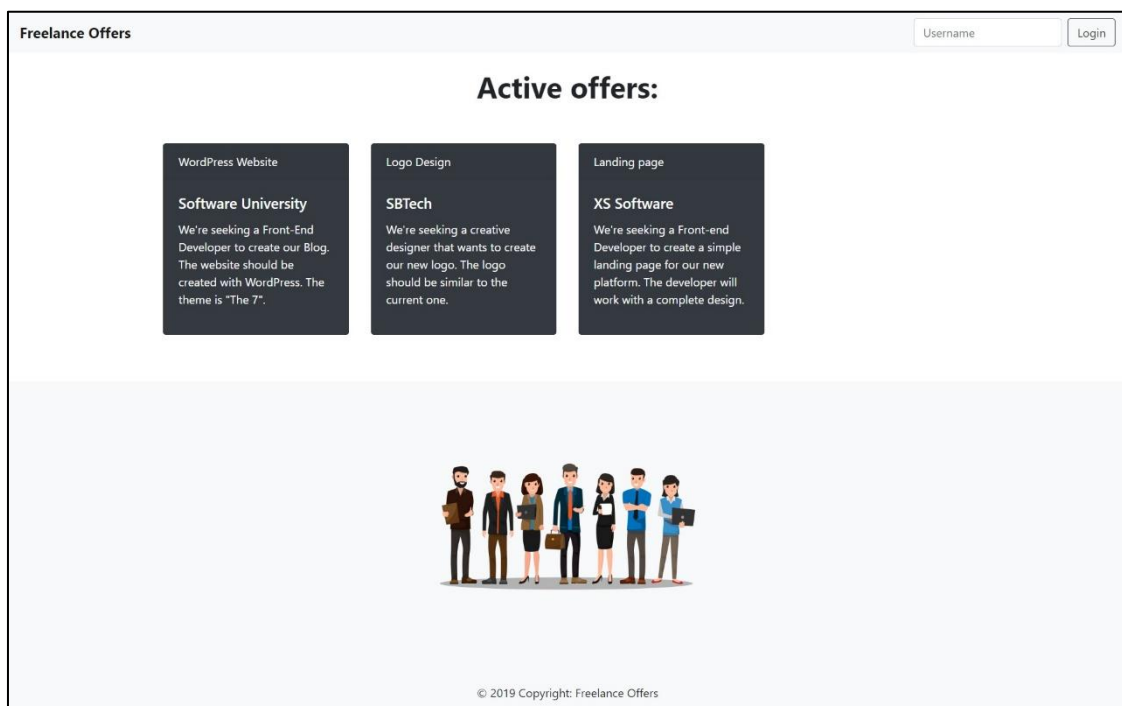 Freelance Offers
Username
Login
Active offers:
WordPress Website
Software University
We're seeking a Front-End
Developer to create our Blog.
The website should be
created with WordPress. The
theme is "The 7".
Logo Design
SBTech
We're seeking a creative
designer that wants to create
our new logo. The logo
should be similar to the
current one.
Landing page
XS Software
We're seeking a Front-end
Developer to create a simple
landing page for our new
platform. The developer will
work with a complete design.
© 2019 Copyright: Freelance Offers